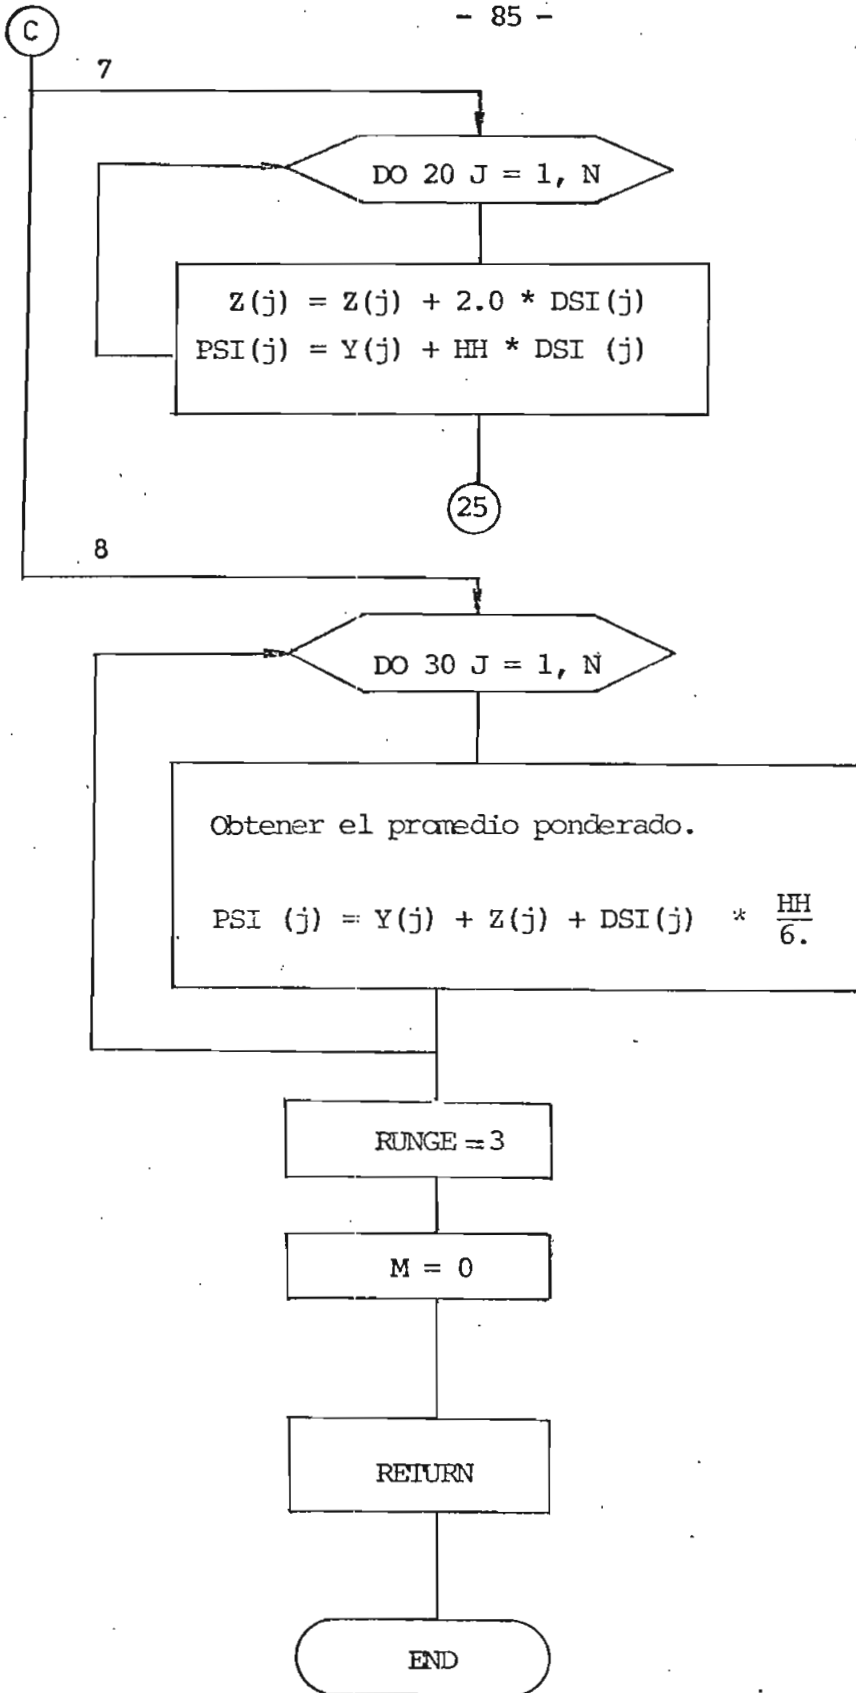 C
- 85 -
7
DO 20 J = 1, N
Z(j) = Z(j) + 2.0 * DSI(j)
PSI(j) = Y(j) + HH * DSI (j)
25
8
DO 30 J = 1, N
Obtener el promedio ponderado.
PSI (j) = Y(j) + Z(j) + DSI(j) * HH/6.
RUNGE = 3
M = 0
RETURN
END